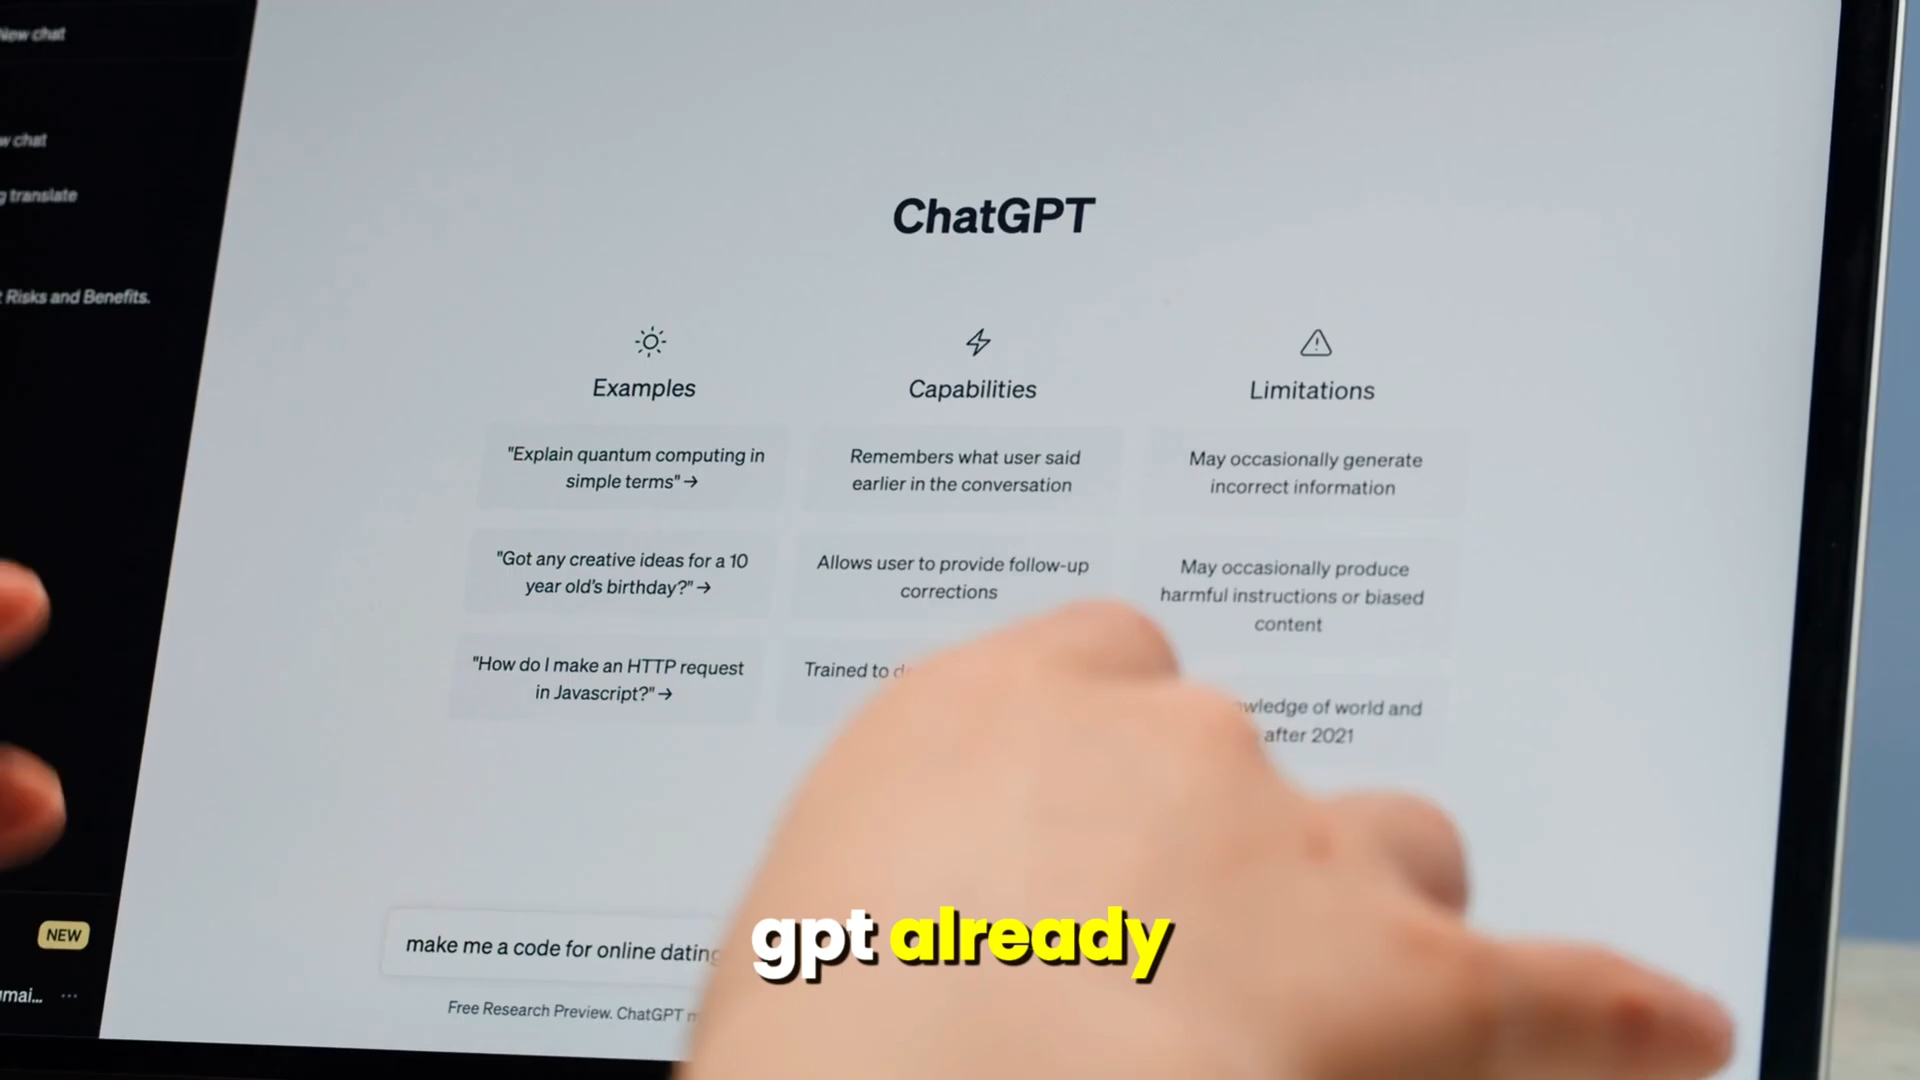 New chat
chat
translate
Risks and Benefits.
NEW
ChatGPT
Examples
"Explain quantum computing in
simple terms" →
"Got any creative ideas for a 10
year old's birthday?" →
"How do I make an HTTP request
in Javascript?" →
Capabilities
Remembers what user said
earlier in the conversation
Allows user to provide follow-up
corrections
Trained to
Limitations
May occasionally generate
incorrect information
May occasionally produce
harmful instructions or biased
content
of world and
after 2021
make me a code for online dating
Free Research Preview. ChatGPT
gpt already